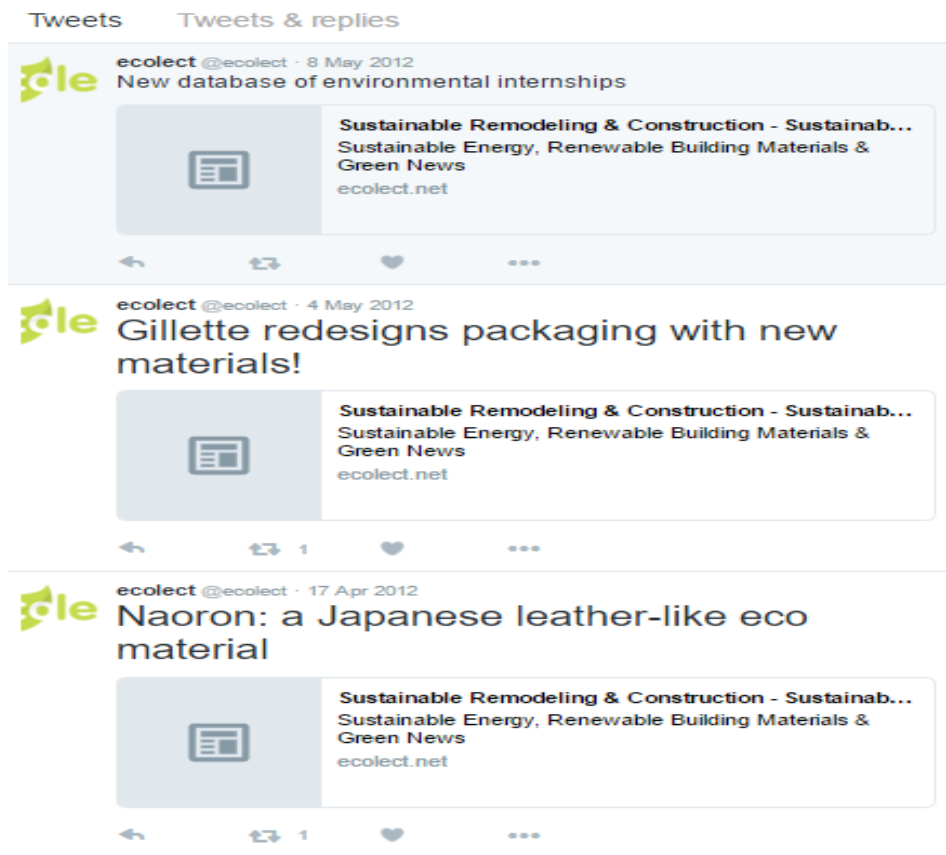 Tweets Tweets & replies
ecolect @ecolect · 8 May 2012
New database of environmental internships
Sustainable Remodeling & Construction - Sustainab...
Sustainable Energy, Renewable Building Materials &
Green News
ecolect.net
ecolect @ecolect · 4 May 2012
Gillette redesigns packaging with new
materials!
Sustainable Remodeling & Construction - Sustainab...
Sustainable Energy, Renewable Building Materials &
Green News
ecolect.net
1
ecolect @ecolect · 17 Apr 2012
Naoron: a Japanese leather-like eco
material
Sustainable Remodeling & Construction - Sustainab...
Sustainable Energy, Renewable Building Materials &
Green News
ecolect.net
1